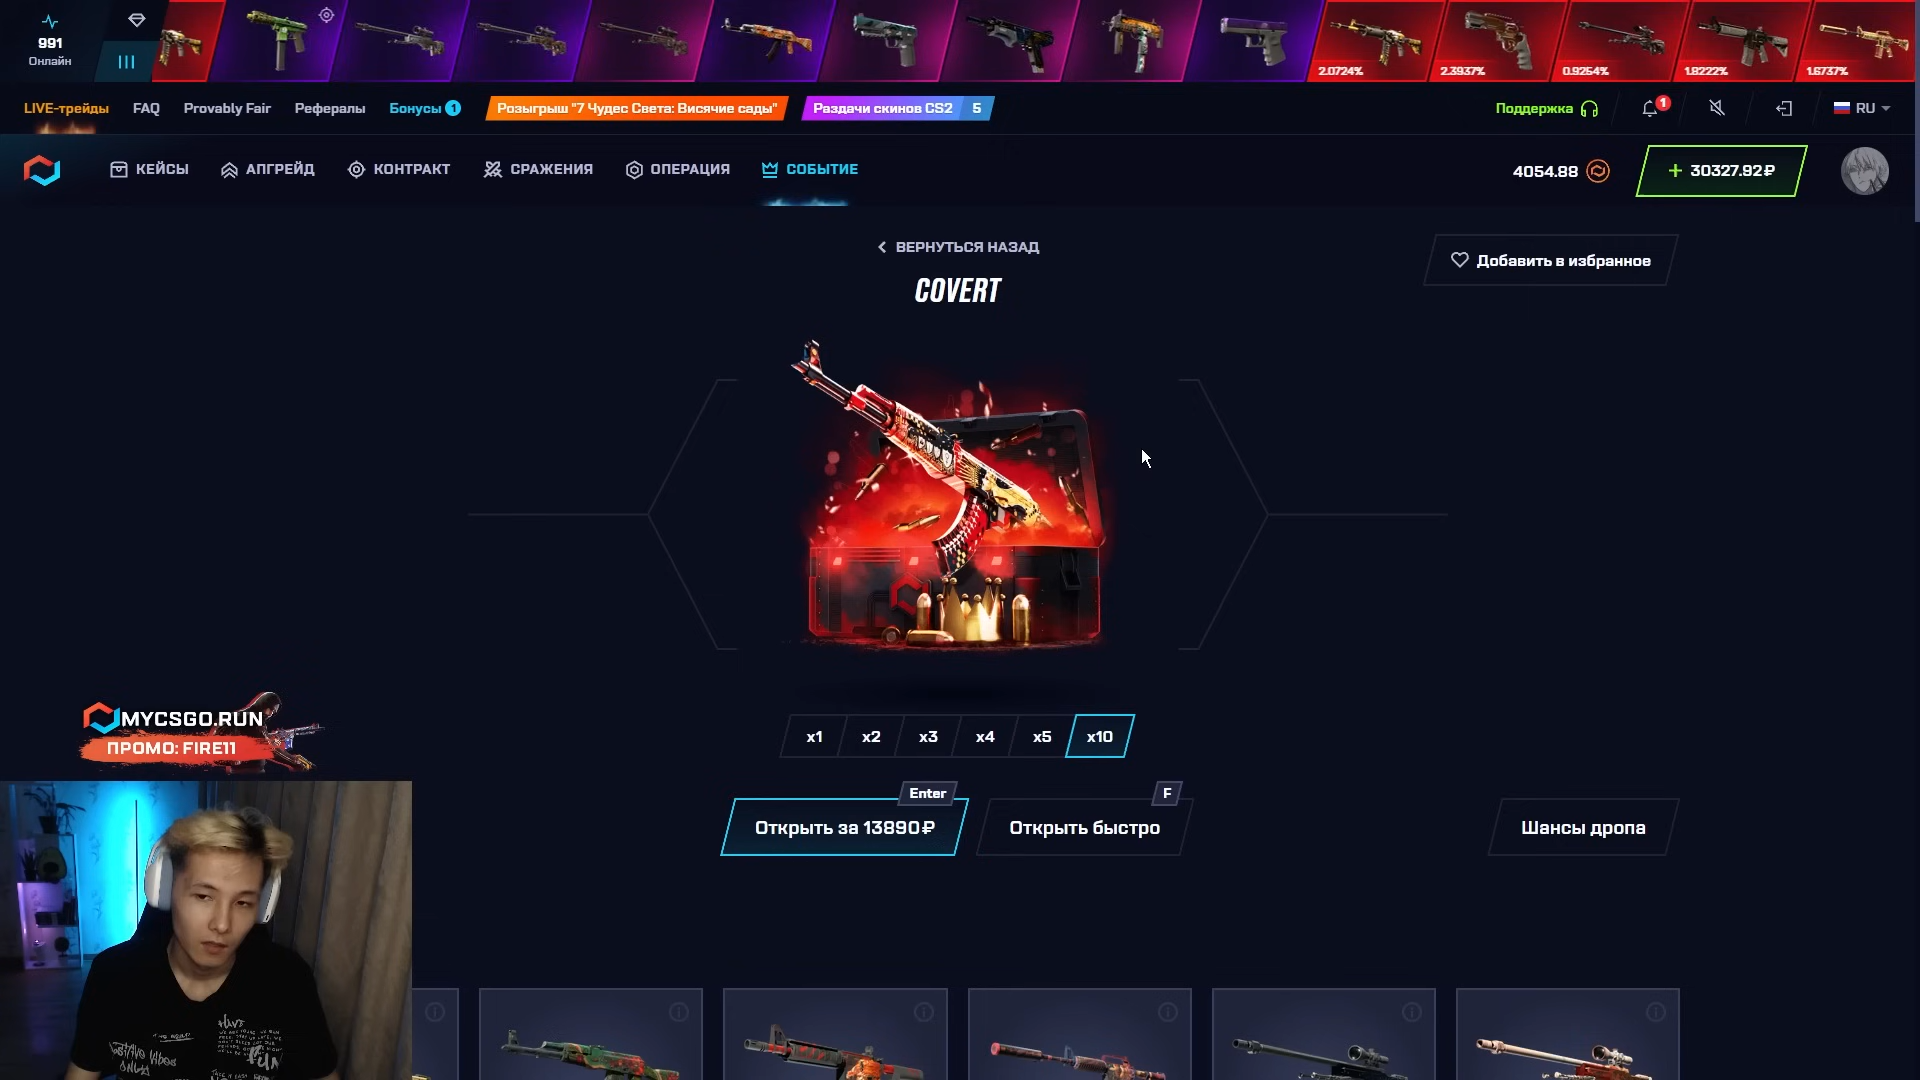 991
Онлайн
2.0724%
2.3937%
0.9254%
1.8222%
1.6737%
LIVE-трейды
FAQ
Provably Fair
Рефералы
Бонусы 1
Розыгрыш "7 Чудес Света: Висячие сады"
Раздачи скинов CS2 5
Поддержка
1
RU
КЕЙСЫ
АПГРЕЙД
КОНТРАКТ
СРАЖЕНИЯ
ОПЕРАЦИЯ
СОБЫТИЕ
4054.88
+ 30327.92₽
ВЕРНУТЬСЯ НАЗАД
COVERT
Добавить в избранное
MYCSGO.RUN
ПРОМО: FIRE11
x1
x2
x3
x4
x5
x10
Enter
F
Открыть за 13890₽
Открыть быстро
Шансы дропа